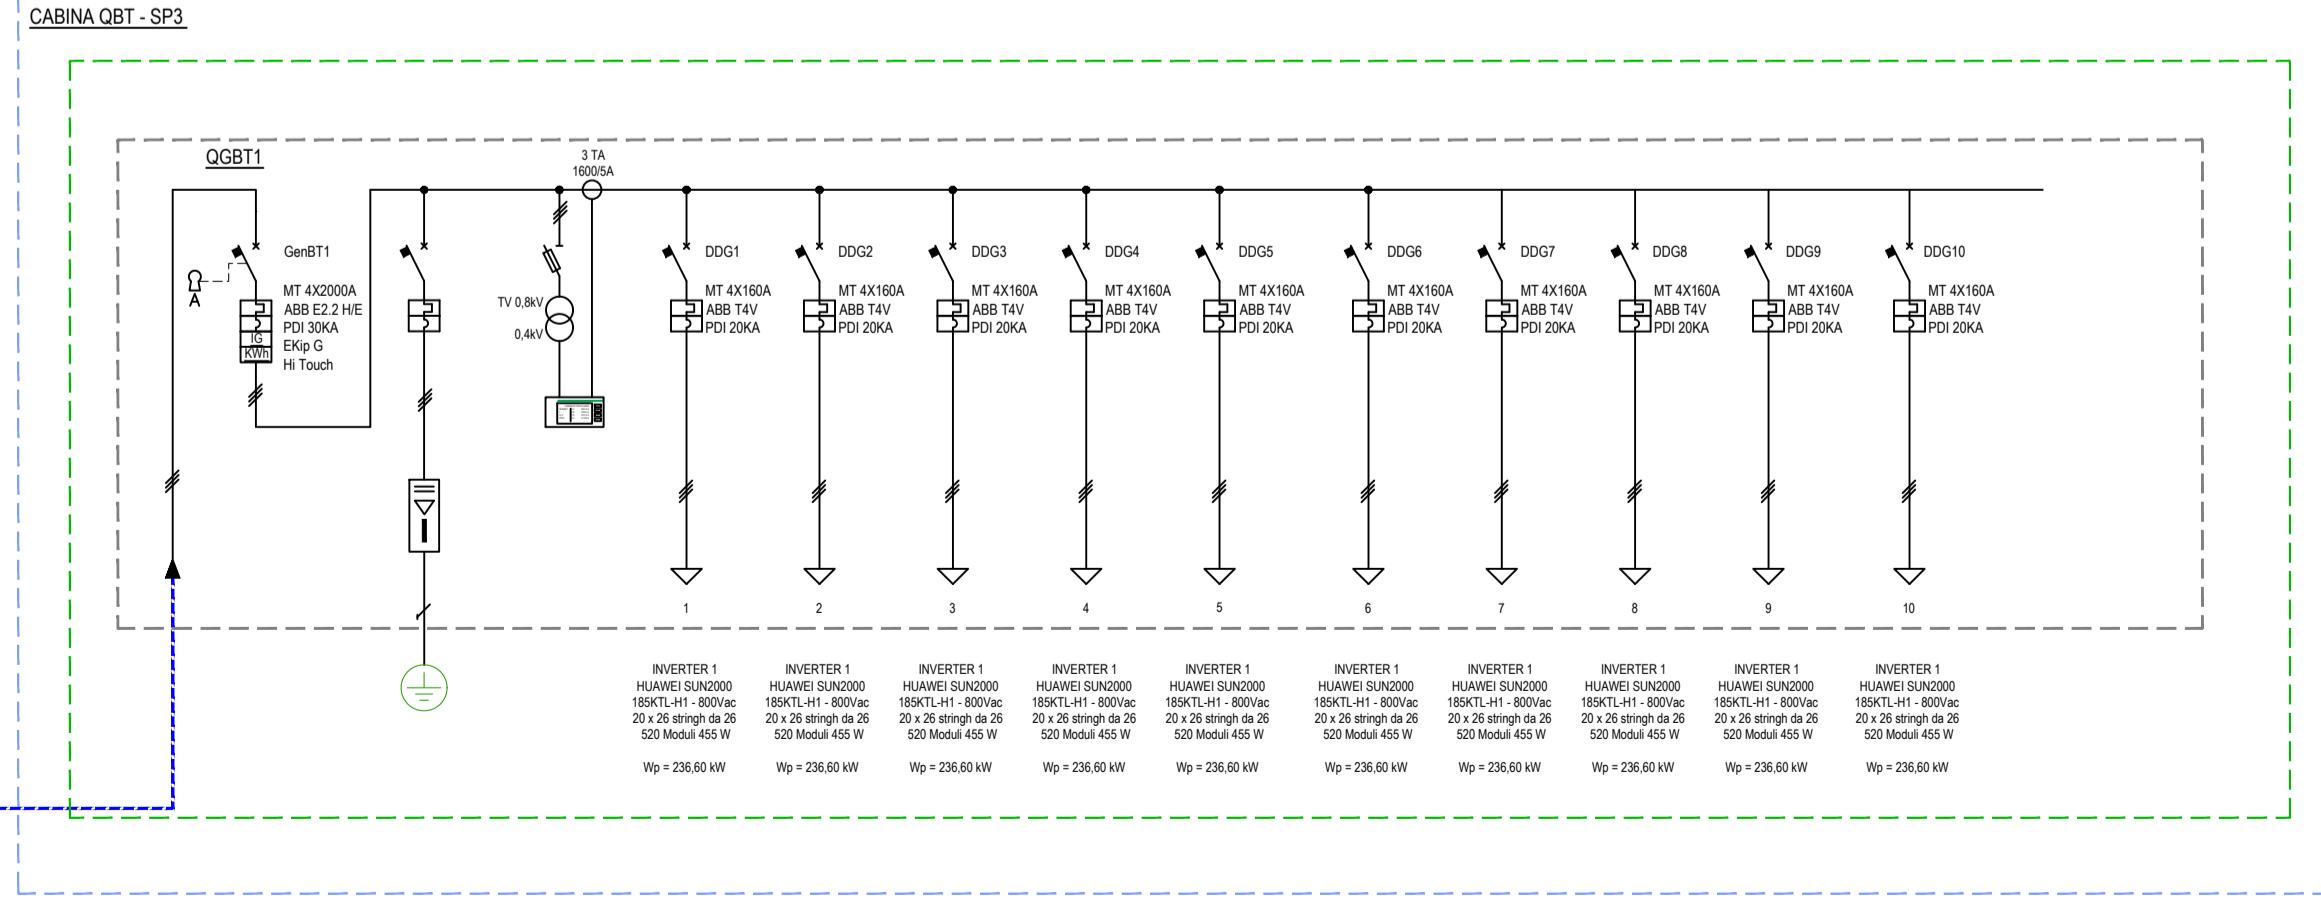 CABINA QBT - SP3
QGBT1
3 TA
1600/5A
GenBT1
MT 4X2000A
ABB E2.2 H/E
PDI 30KA
EKip G
Hi Touch
IG
KWh
A
TV 0,8kV
0,4kV
DDG1
MT 4X160A
ABB T4V
PDI 20KA
DDG2
MT 4X160A
ABB T4V
PDI 20KA
DDG3
MT 4X160A
ABB T4V
PDI 20KA
DDG4
MT 4X160A
ABB T4V
PDI 20KA
DDG5
MT 4X160A
ABB T4V
PDI 20KA
DDG6
MT 4X160A
ABB T4V
PDI 20KA
DDG7
MT 4X160A
ABB T4V
PDI 20KA
DDG8
MT 4X160A
ABB T4V
PDI 20KA
DDG9
MT 4X160A
ABB T4V
PDI 20KA
DDG10
MT 4X160A
ABB T4V
PDI 20KA
1
2
3
4
5
6
7
8
9
10
INVERTER 1
HUAWEI SUN2000
185KTL-H1 - 800Vac
20 x 26 stringh da 26
520 Moduli 455 W
Wp = 236,60 kW
INVERTER 1
HUAWEI SUN2000
185KTL-H1 - 800Vac
20 x 26 stringh da 26
520 Moduli 455 W
Wp = 236,60 kW
INVERTER 1
HUAWEI SUN2000
185KTL-H1 - 800Vac
20 x 26 stringh da 26
520 Moduli 455 W
Wp = 236,60 kW
INVERTER 1
HUAWEI SUN2000
185KTL-H1 - 800Vac
20 x 26 stringh da 26
520 Moduli 455 W
Wp = 236,60 kW
INVERTER 1
HUAWEI SUN2000
185KTL-H1 - 800Vac
20 x 26 stringh da 26
520 Moduli 455 W
Wp = 236,60 kW
INVERTER 1
HUAWEI SUN2000
185KTL-H1 - 800Vac
20 x 26 stringh da 26
520 Moduli 455 W
Wp = 236,60 kW
INVERTER 1
HUAWEI SUN2000
185KTL-H1 - 800Vac
20 x 26 stringh da 26
520 Moduli 455 W
Wp = 236,60 kW
INVERTER 1
HUAWEI SUN2000
185KTL-H1 - 800Vac
20 x 26 stringh da 26
520 Moduli 455 W
Wp = 236,60 kW
INVERTER 1
HUAWEI SUN2000
185KTL-H1 - 800Vac
20 x 26 stringh da 26
520 Moduli 455 W
Wp = 236,60 kW
INVERTER 1
HUAWEI SUN2000
185KTL-H1 - 800Vac
20 x 26 stringh da 26
520 Moduli 455 W
Wp = 236,60 kW